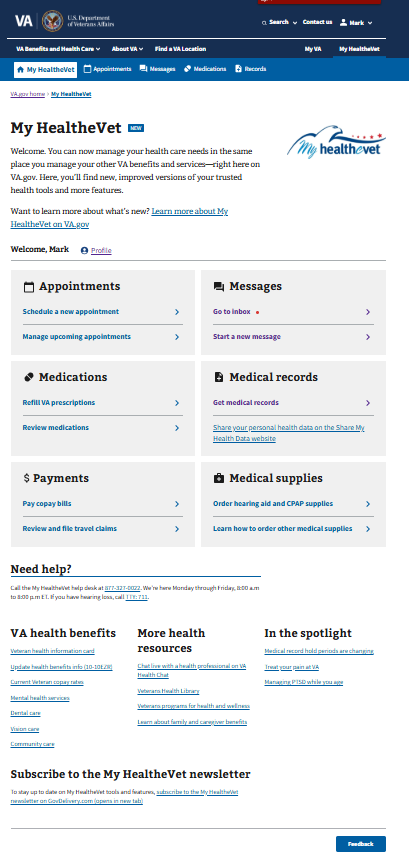 VA
U.S. Department
of Veterans Affairs
Search
Contact us
Mark
VA Benefits and Health Care
About VA
Find a VA Location
My VA
My HealtheVet
My HealtheVet
Appointments
Messages
Medications
Records
VA.gov home
My HealtheVet
My HealtheVet NEW
Welcome. You can now manage your health care needs in the same
place you manage your other VA benefits and services—right here on
VA.gov. Here, you'll find new, improved versions of your trusted
health tools and more features.
Want to learn more about what's new? Learn more about My
HealtheVet on VA.gov
My healthevet
Welcome, Mark
Profile
Appointments
Schedule a new appointment
Manage upcoming appointments
Messages
Go to inbox
Start a new message
Medications
Refill VA prescriptions
Review medications
Medical records
Get medical records
Share your personal health data on the Share My
Health Data website
$ Payments
Pay copay bills
Review and file travel claims
Medical supplies
Order hearing aid and CPAP supplies
Learn how to order other medical supplies
Need help?
Call the My HealtheVet help desk at 877-327-0022. We're here Monday through Friday, 8:00 a.m
to 8:00 p.m ET. If you have hearing loss, call TTY: 711.
VA health benefits
Veteran health information card
Update health benefits info (10-10EZR)
Current Veteran copay rates
Mental health services
Dental care
Vision care
Community care
More health
resources
Chat live with a health professional on VA
Health Chat
Veterans Health Library
Veterans programs for health and wellness
Learn about family and caregiver benefits
In the spotlight
Medical record hold periods are changing
Treat your pain at VA
Managing PTSD while you age
Subscribe to the My HealtheVet newsletter
To stay up to date on My HealtheVet tools and features, subscribe to the My HealtheVet
newsletter on GovDelivery.com (opens in new tab)
Feedback